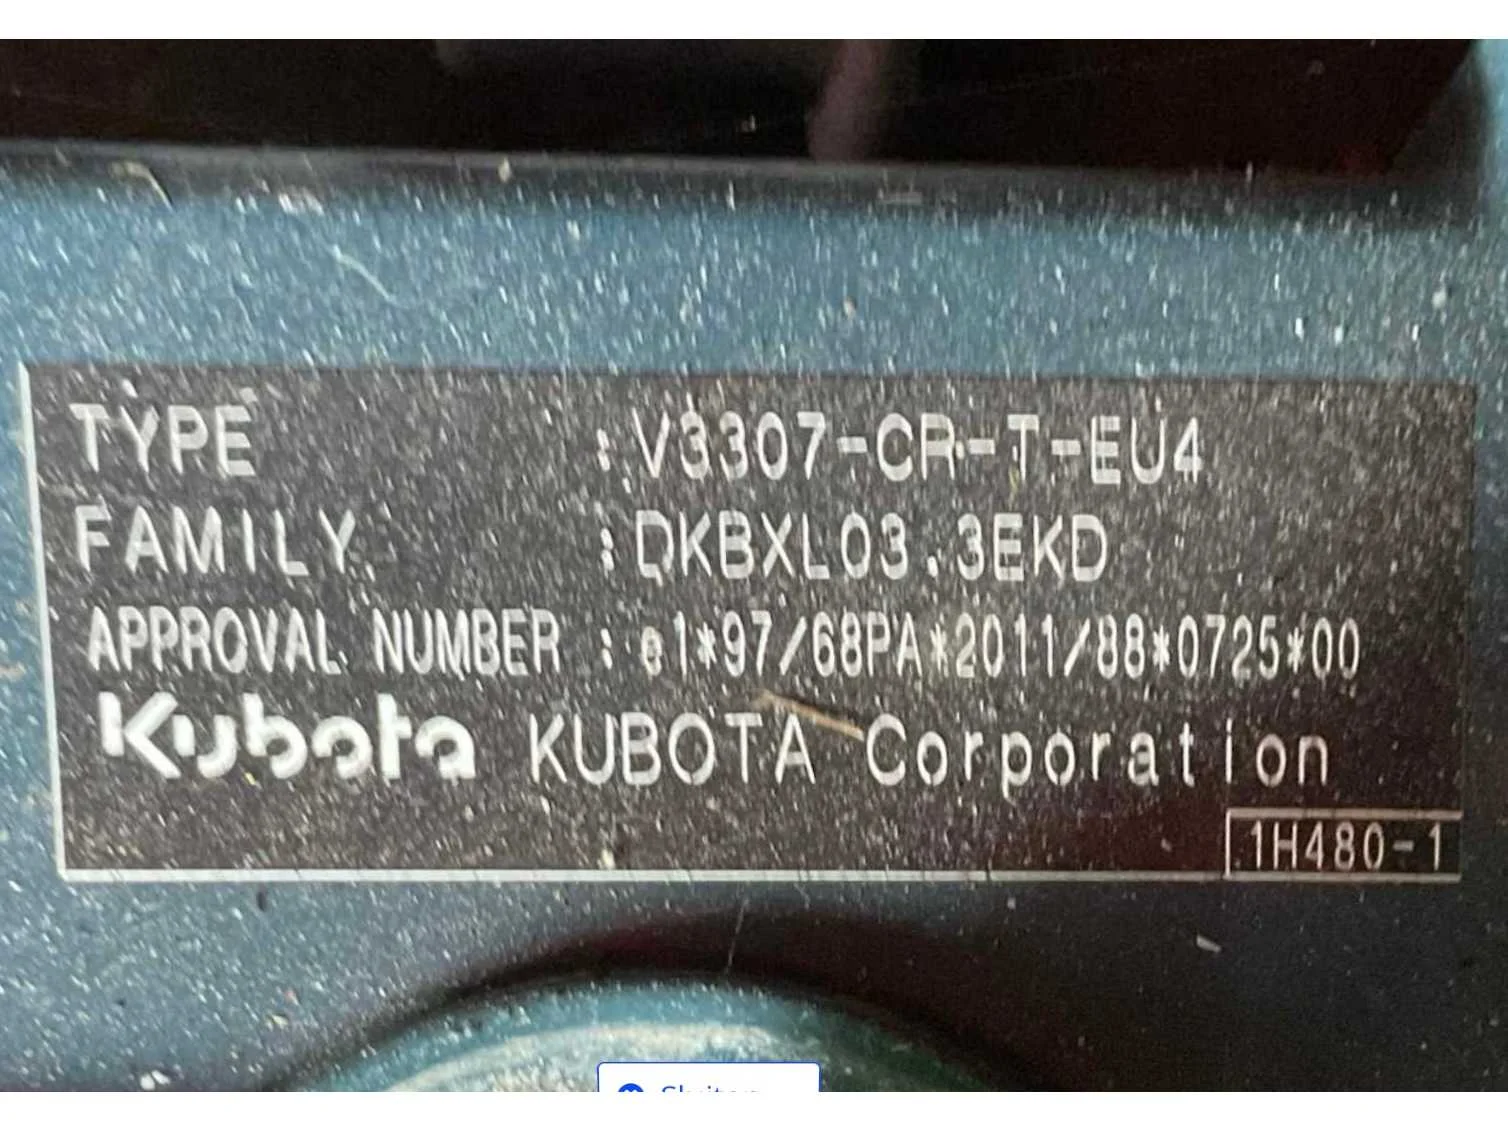 TYPE : V3307-CR-T-EU4
FAMILY : DKBXL03.3EKD
APPROVAL NUMBER : e1*97/68PA*2011/88*0725*00
Kubota KUBOTA Corporation
1H480-1